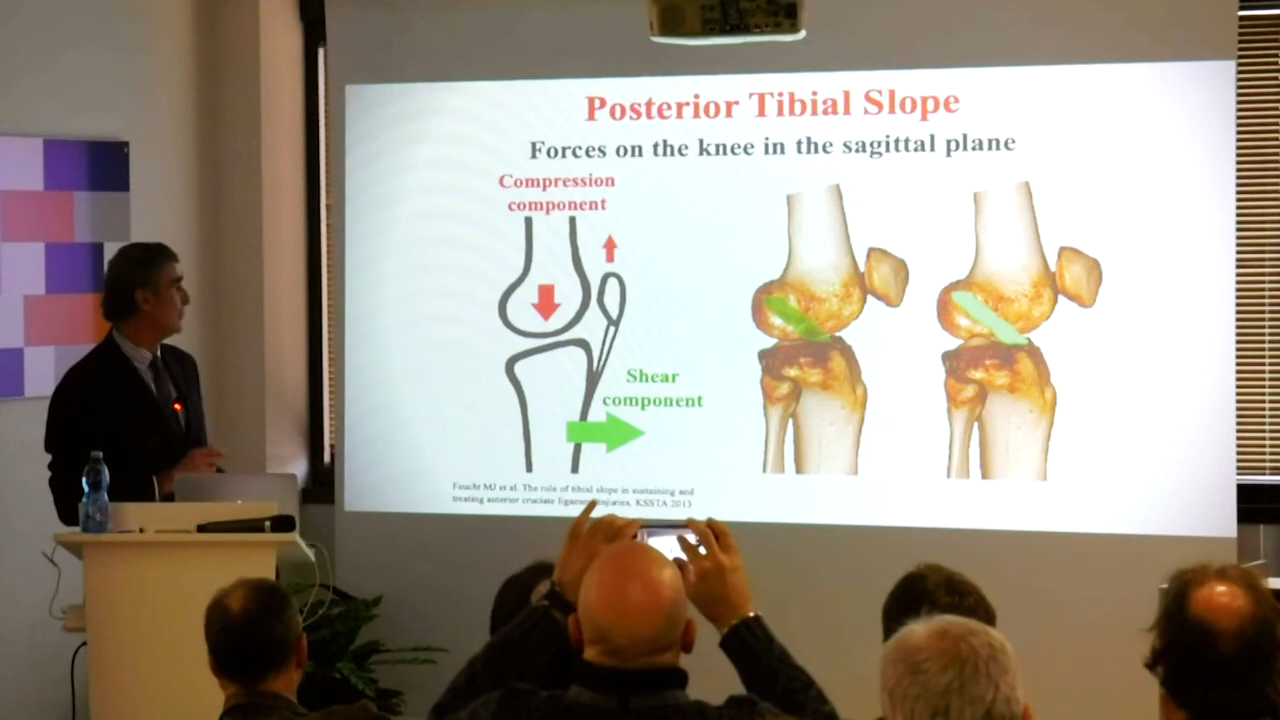 Posterior Tibial Slope
Forces on the knee in the sagittal plane
Compression
component
Shear
component
Feucht MJ et al. The role of tibial slope in sustaining and
treating anterior cruciate ligament injuries. KSSTA 2013